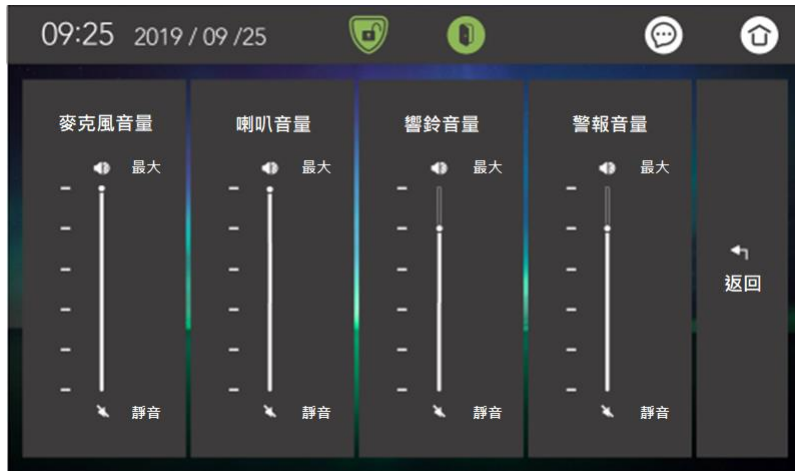 09:25 2019 / 09 /25
麥克風音量
最大
靜音
喇叭音量
最大
靜音
響鈴音量
最大
靜音
警報音量
最大
靜音
返回